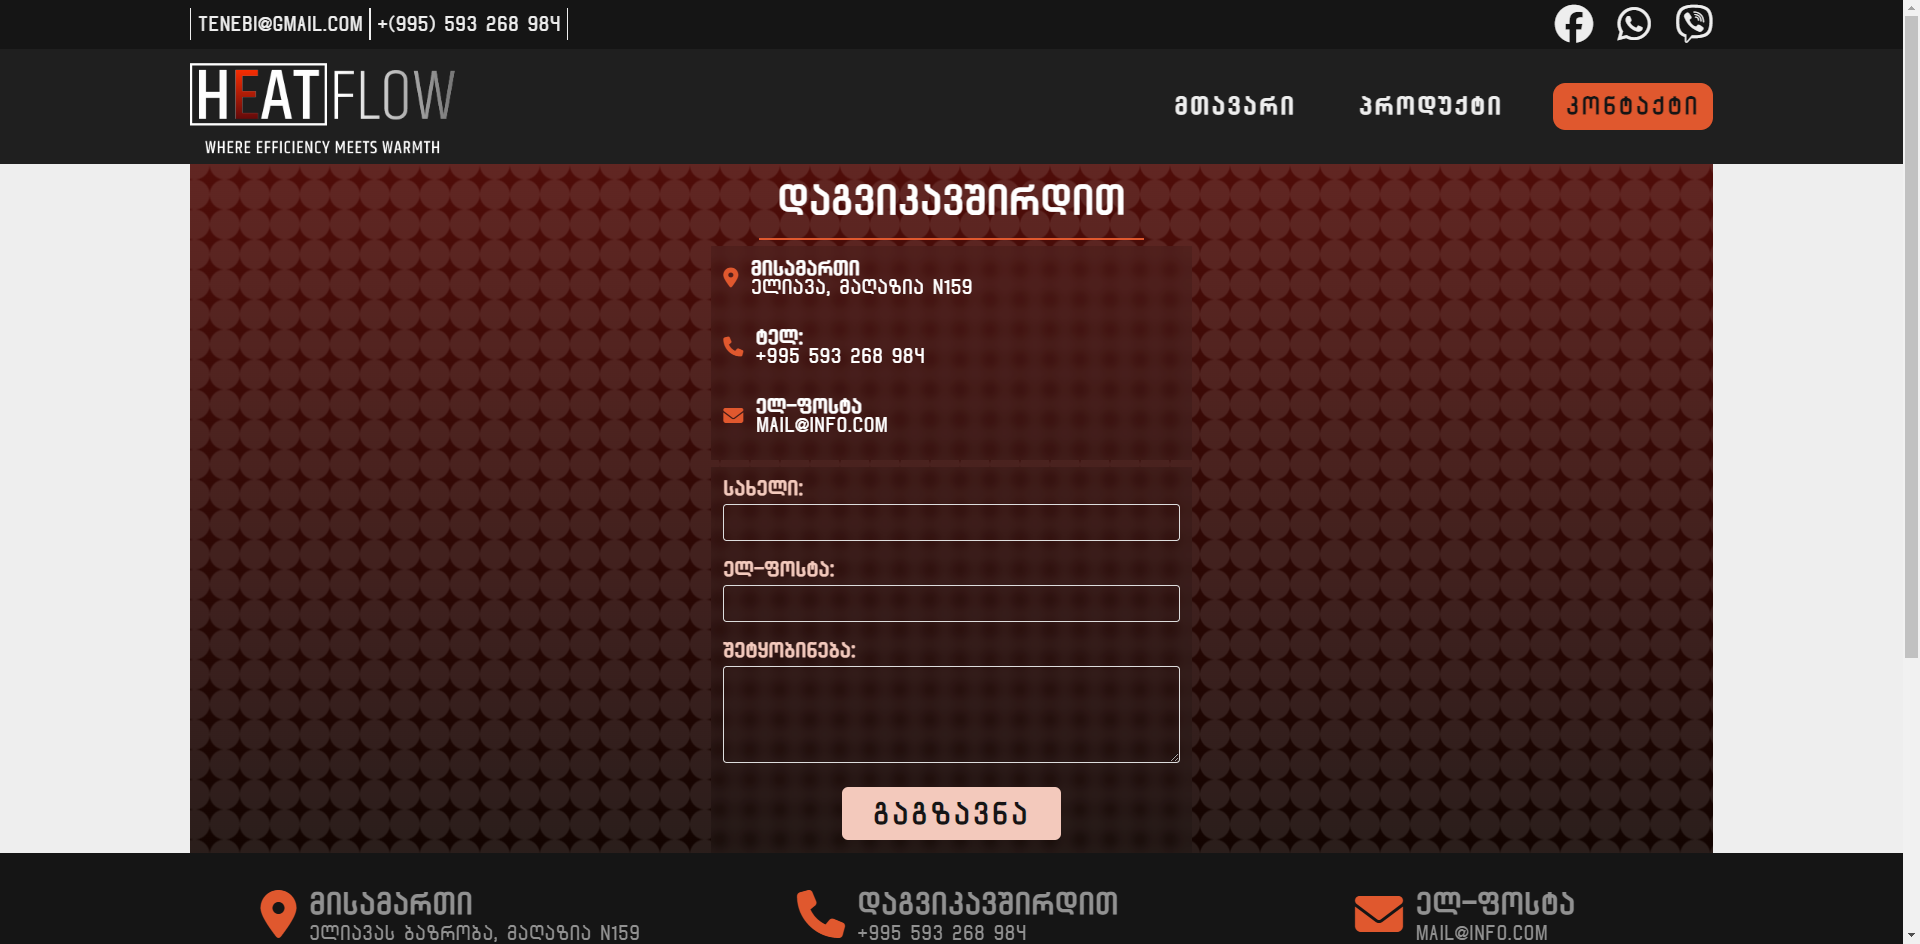 TENEBI@GMAIL.COM +(995) 593 268 984
HEATFLOW
WHERE EFFICIENCY MEETS WARMTH
მთავარი პროდუქტი კონტაქტი
დაგვიკავშირდით
მისამართი
ელიავა, მაღაზია N159
ტელ:
+995 593 268 984
ელ-ფოსტა
MAIL@INFO.COM
სახელი:
ელ-ფოსტა:
შეტყობინება:
გაგზავნა
მისამართი
ელიავას ბაზრობა, მაღაზია N159
დაგვიკავშირდით
+995 593 268 984
ელ-ფოსტა
MAIL@INFO.COM